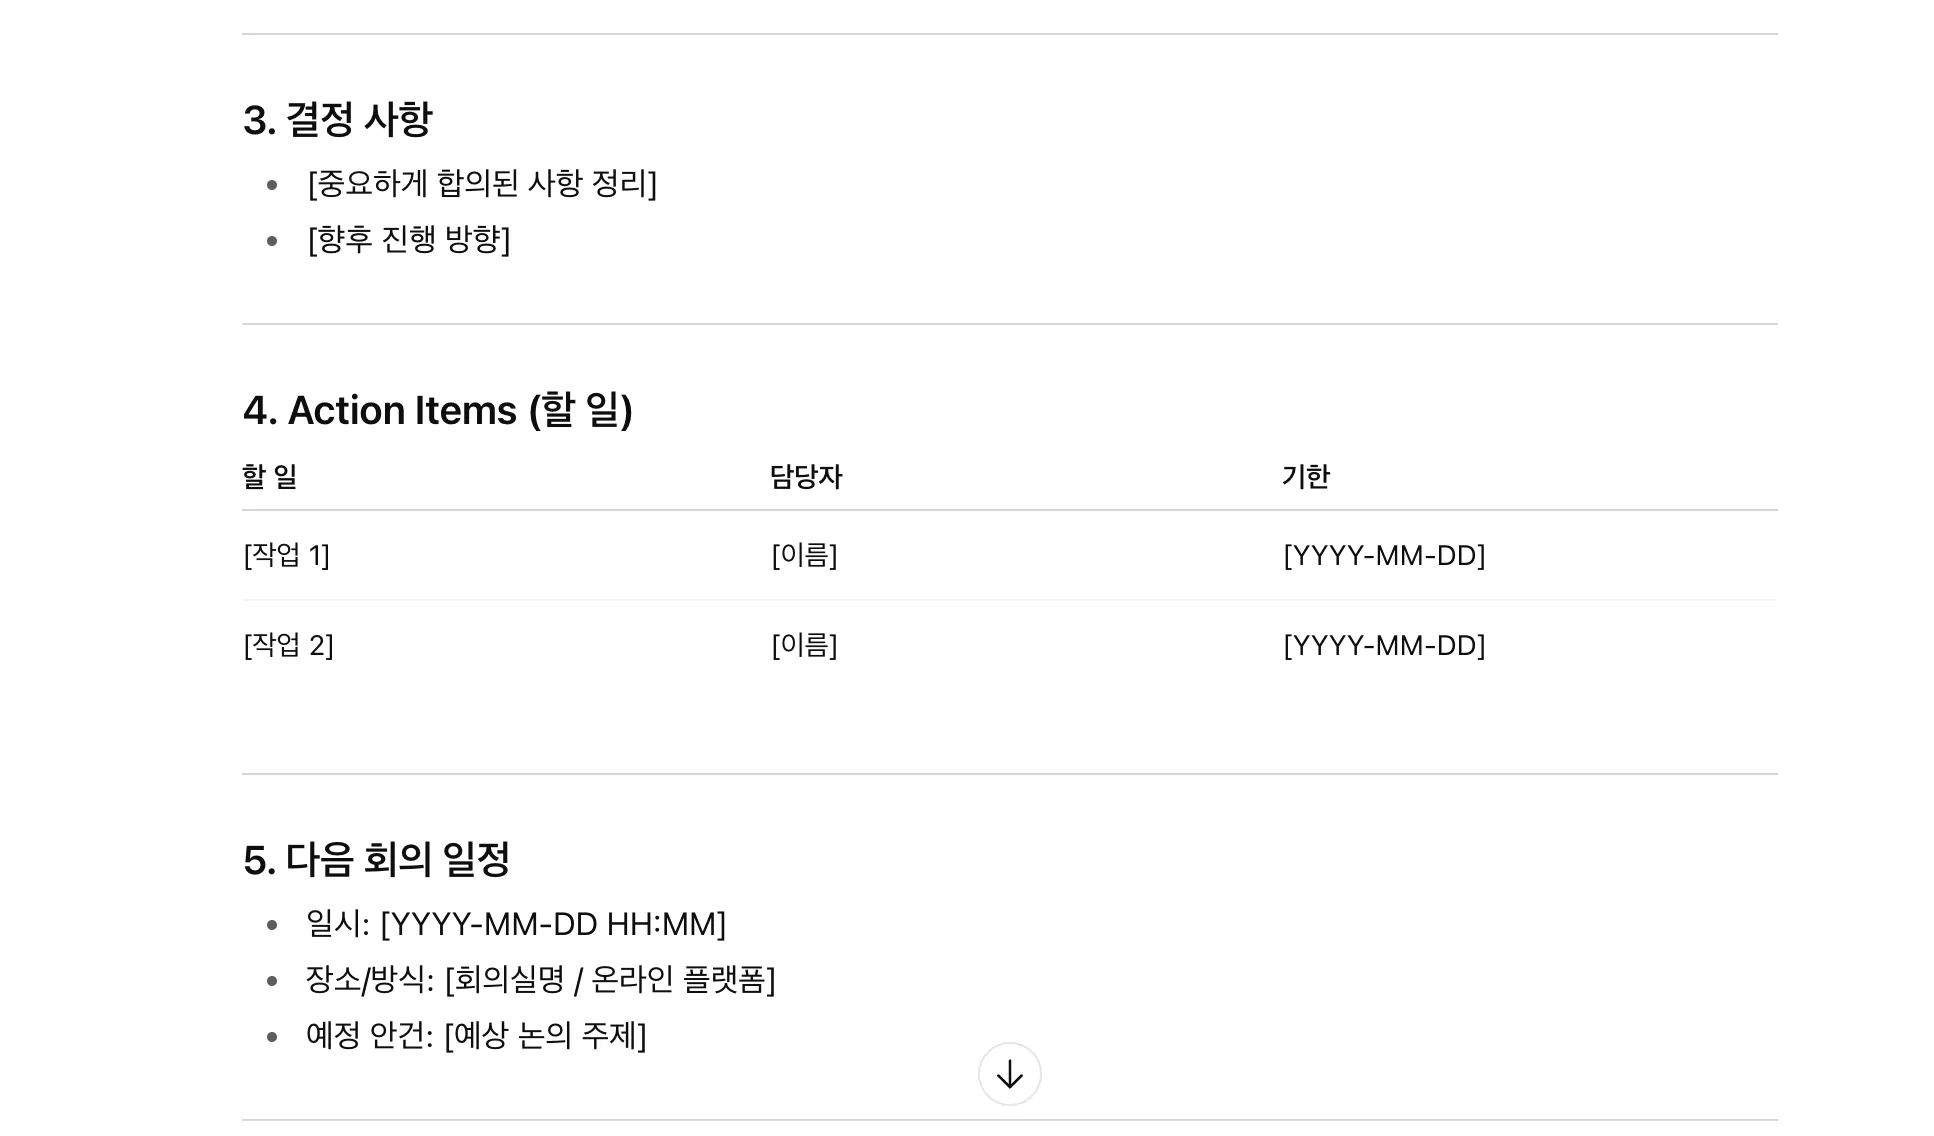 3. 결정 사항
[중요하게 합의된 사항 정리]
[향후 진행 방향]
4. Action Items (할 일)
할 일 담당자 기한
[작업 1] [이름] [YYYY-MM-DD]
[작업 2] [이름] [YYYY-MM-DD]
5. 다음 회의 일정
일시: [YYYY-MM-DD HH:MM]
장소/방식: [회의실명 / 온라인 플랫폼]
예정 안건: [예상 논의 주제]